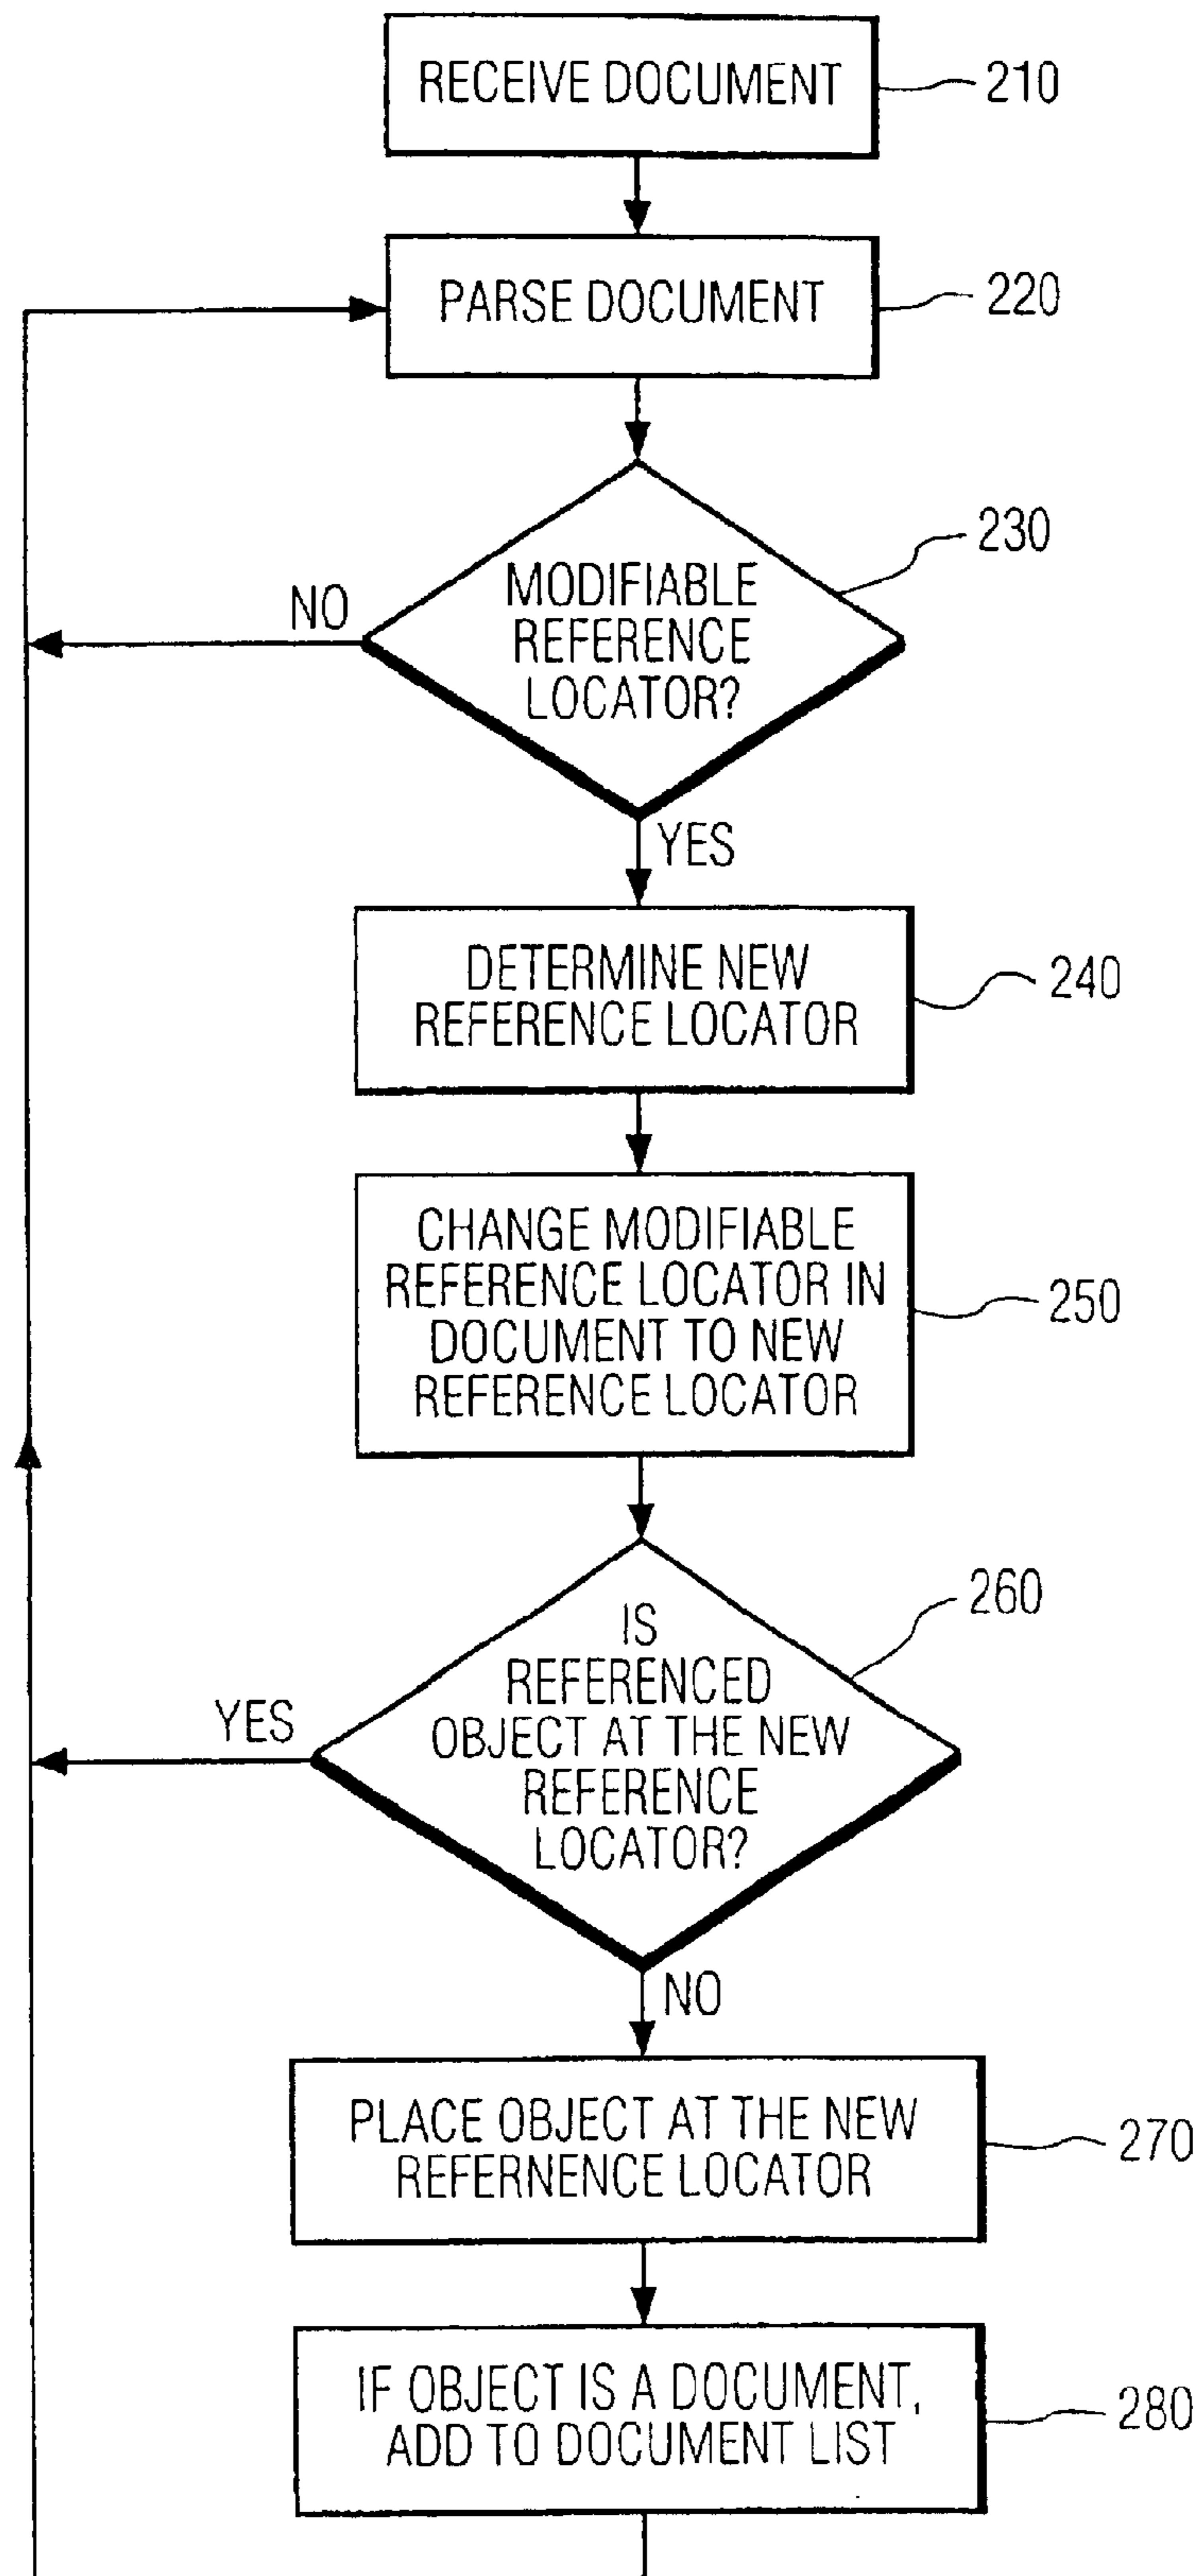 RECEIVE DOCUMENT
210
PARSE DOCUMENT
220
230
MODIFIABLE
REFERENCE
LOCATOR?
NO
YES
DETERMINE NEW
REFERENCE LOCATOR
240
CHANGE MODIFIABLE
REFERENCE LOCATOR IN
DOCUMENT TO NEW
REFERENCE LOCATOR
250
260
IS
REFERENCED
OBJECT AT THE NEW
REFERENCE
LOCATOR?
YES
NO
PLACE OBJECT AT THE NEW
REFERNENCE LOCATOR
270
IF OBJECT IS A DOCUMENT,
ADD TO DOCUMENT LIST
280